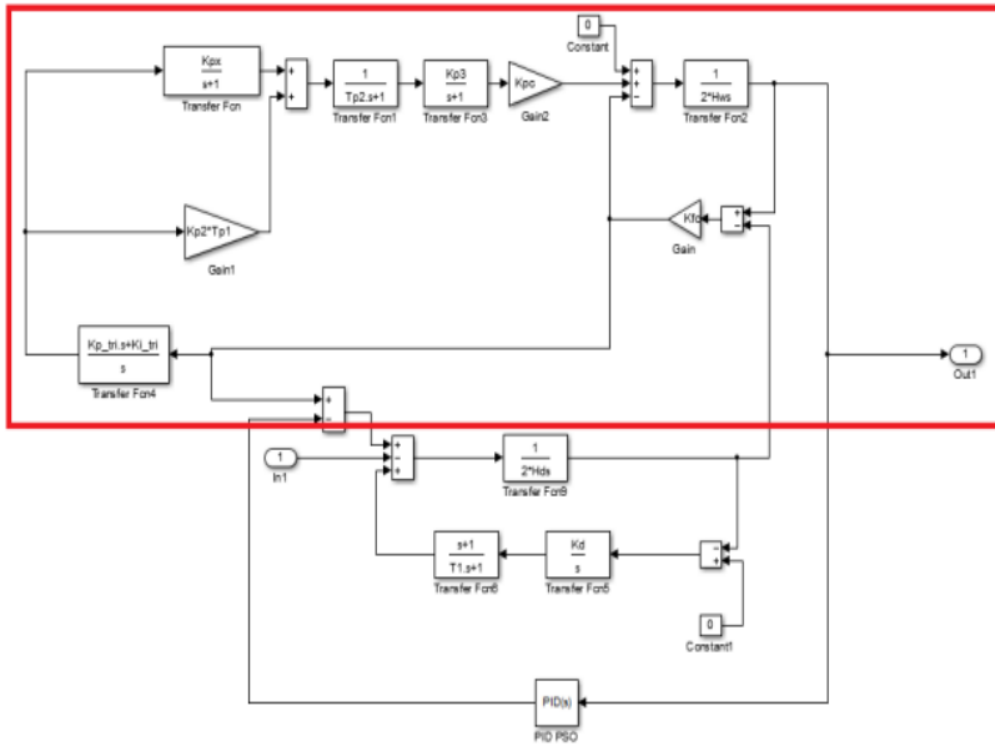 0
Constant
Kpx
s+1
Transfer Fcn
+
+
1
Tp2.s+1
Transfer Fcn1
Kp3
s+1
Transfer Fcn3
Kpc
Gain2
+
+
−
1
2*Hws
Transfer Fcn2
Kp2*Tp1
Gain1
Kfc
Gain
+
−
Kp_tri.s+Ki_tri
s
Transfer Fcn4
1
Out1
+
−
1
In1
+
−
+
1
2*Hds
Transfer Fcn9
s+1
T1.s+1
Transfer Fcn6
Kd
s
Transfer Fcn5
−
+
0
Constant1
PID(s)
PID PSO